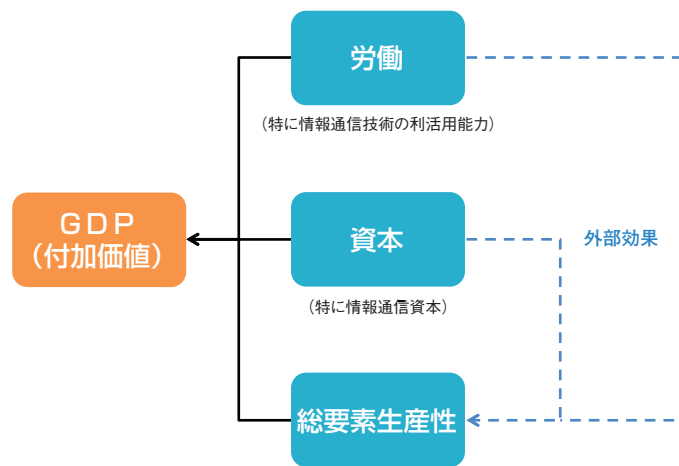 労働
（特に情報通信技術の利活用能力）
ＧＤＰ
（付加価値）
資本
外部効果
（特に情報通信資本）
総要素生産性